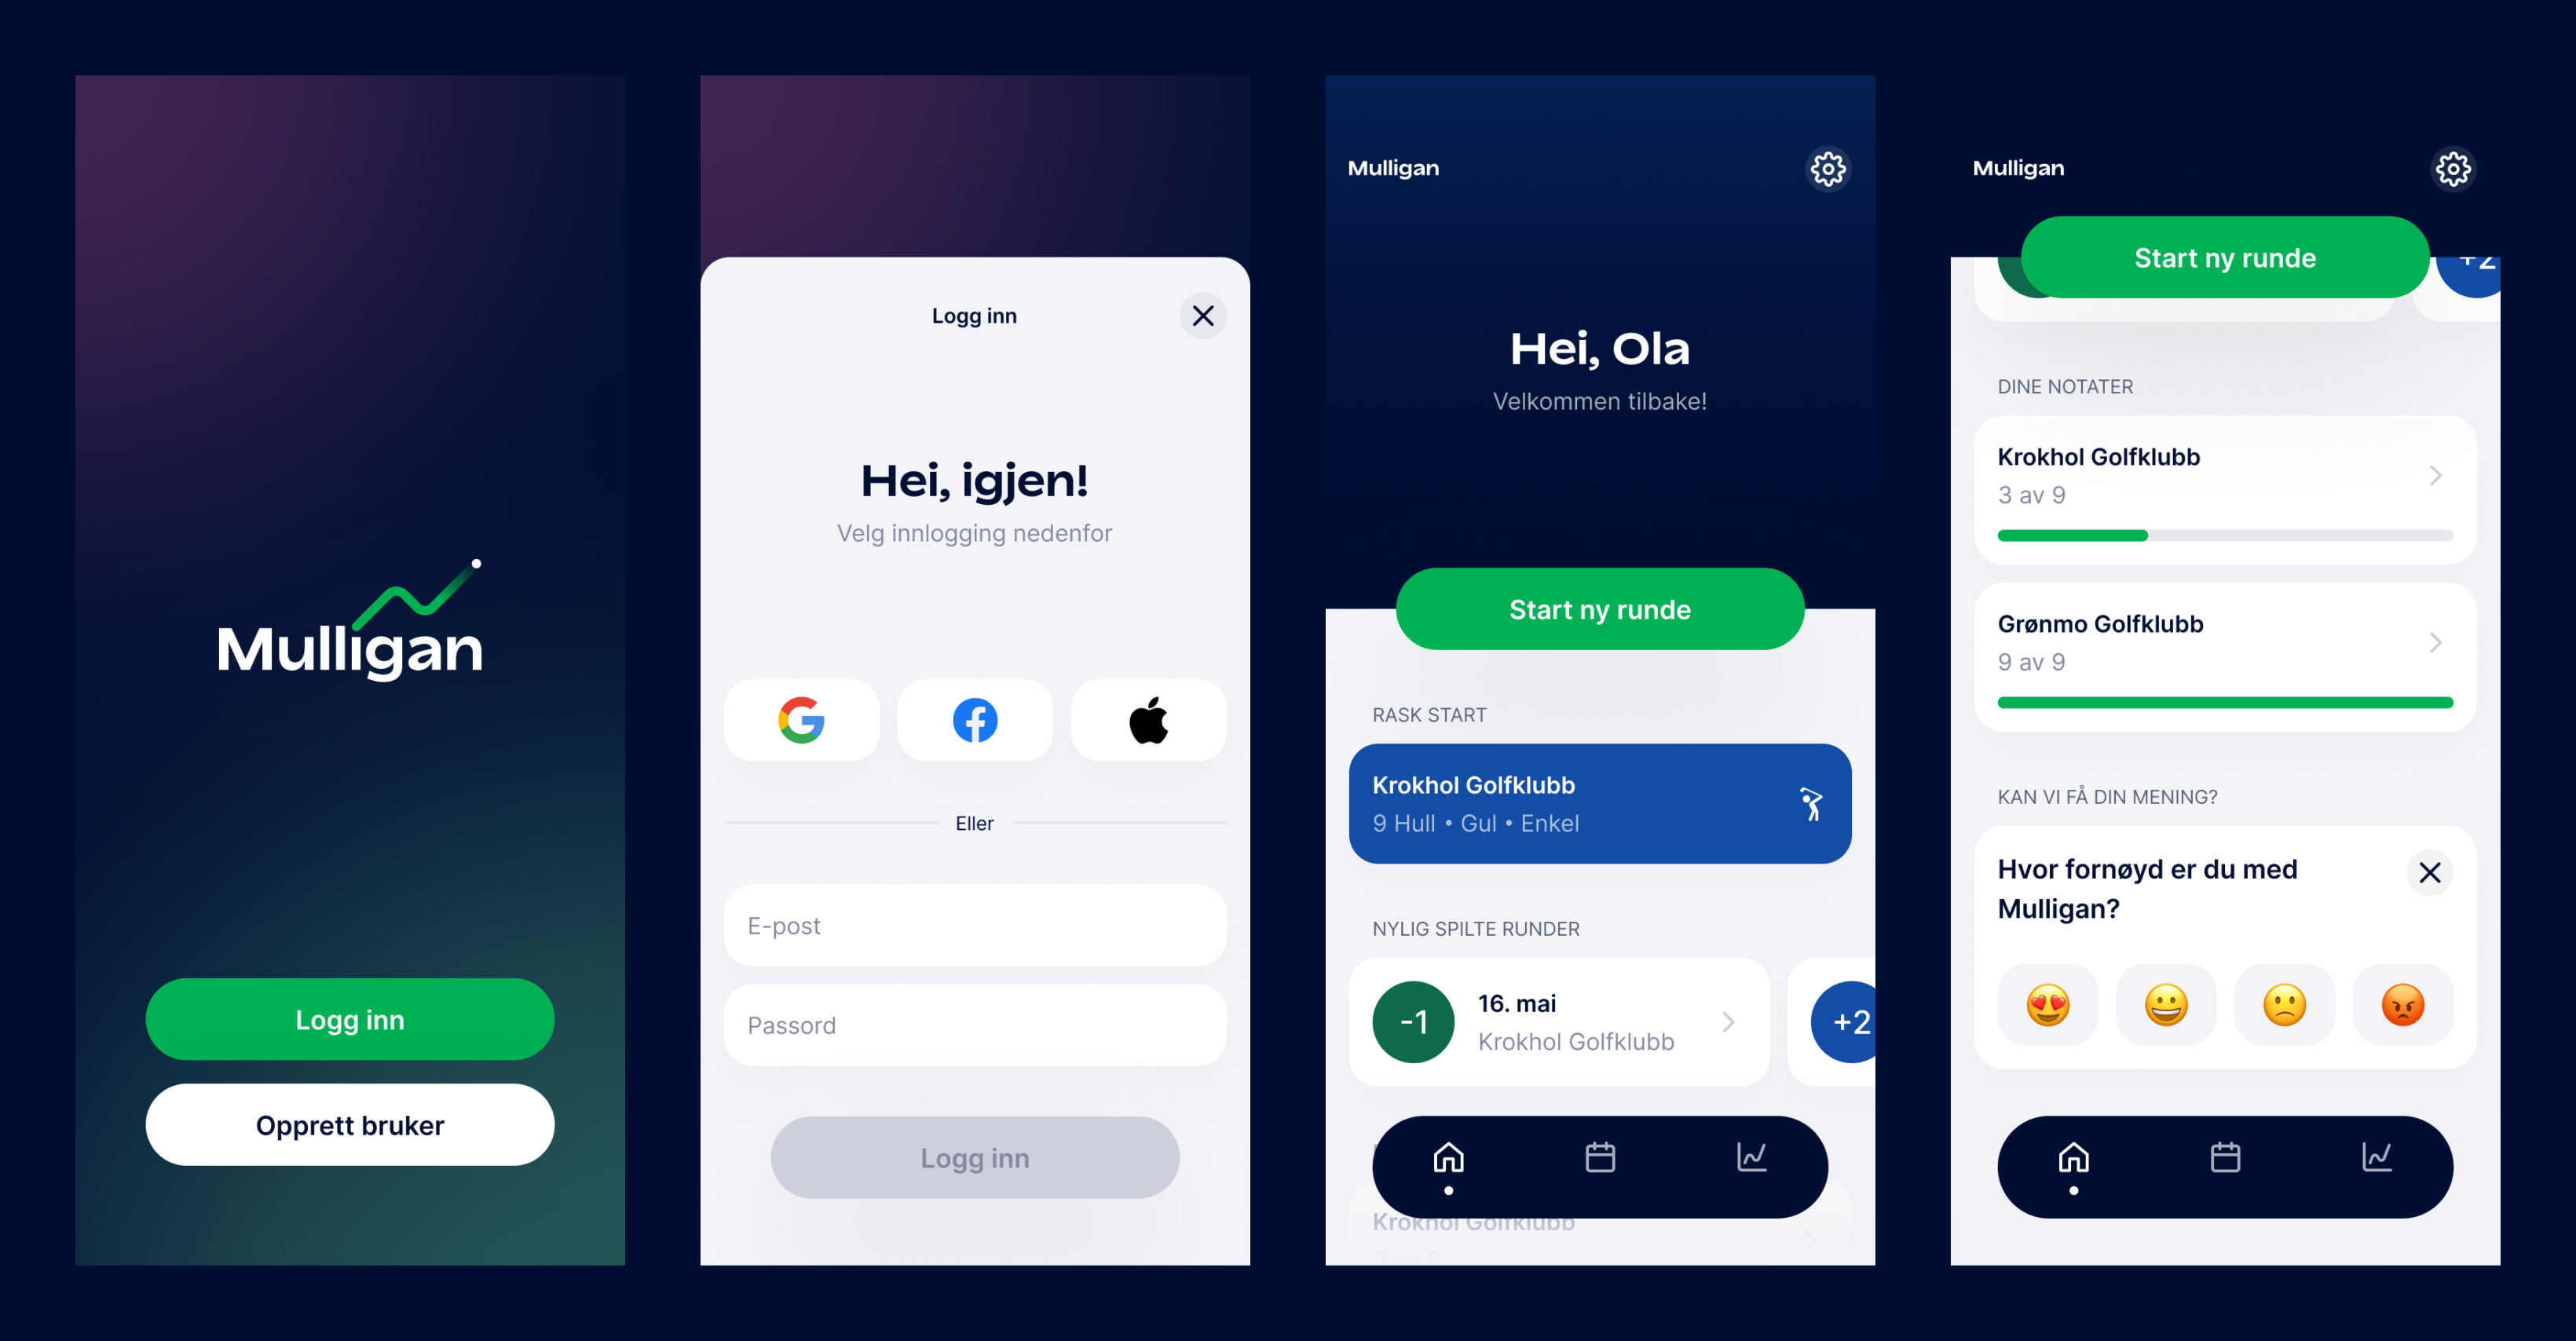 Mulligan
Logg inn
Opprett bruker
Logg inn
Hei, igjen!
Velg innlogging nedenfor
Eller
E-post
Passord
Logg inn
Mulligan
Hei, Ola
Velkommen tilbake!
Start ny runde
RASK START
Krokhol Golfklubb
9 Hull • Gul • Enkel
NYLIG SPILTE RUNDER
-1
16. mai
Krokhol Golfklubb
+2
Krokhol Golfklubb
Mulligan
Start ny runde
+2
DINE NOTATER
Krokhol Golfklubb
3 av 9
Grønmo Golfklubb
9 av 9
KAN VI FÅ DIN MENING?
Hvor fornøyd er du med
Mulligan?